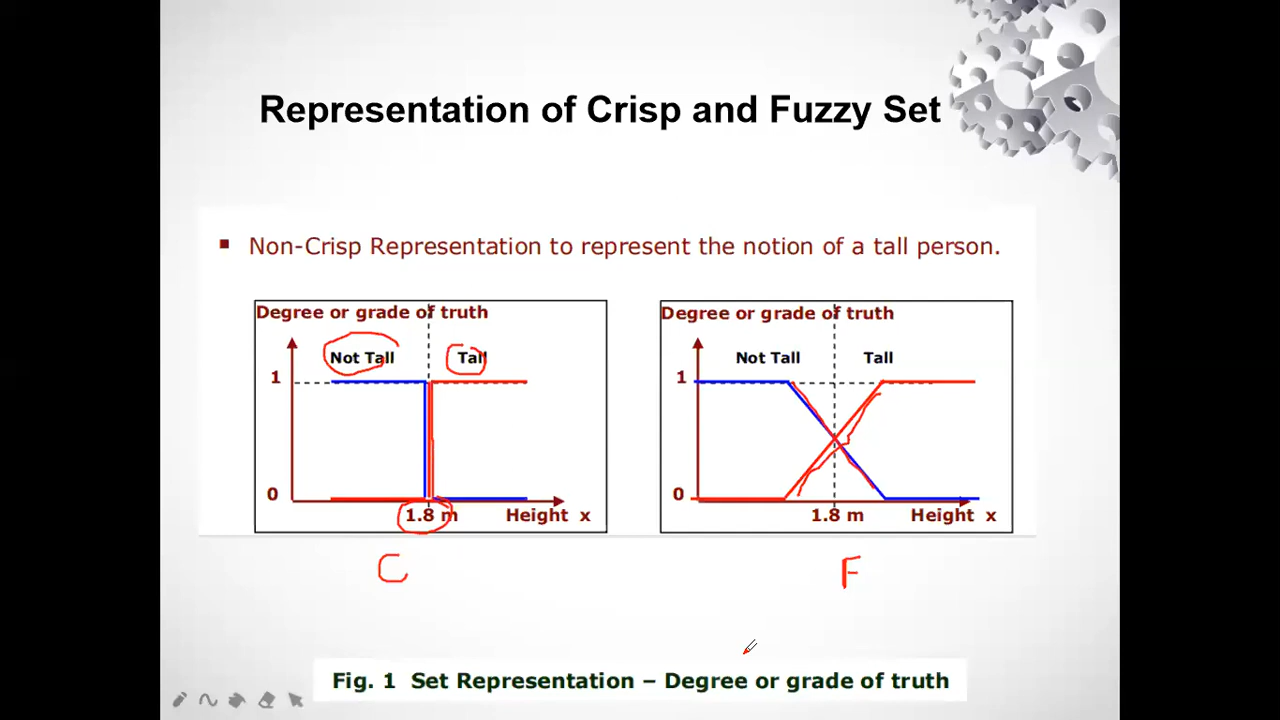 Representation of Crisp and Fuzzy Set
Non-Crisp Representation to represent the notion of a tall person.
Degree or grade of truth
Not Tall Tall
1
0
1.8 m Height x
C
Degree or grade of truth
Not Tall Tall
1
0
1.8 m Height x
F
Fig. 1 Set Representation – Degree or grade of truth